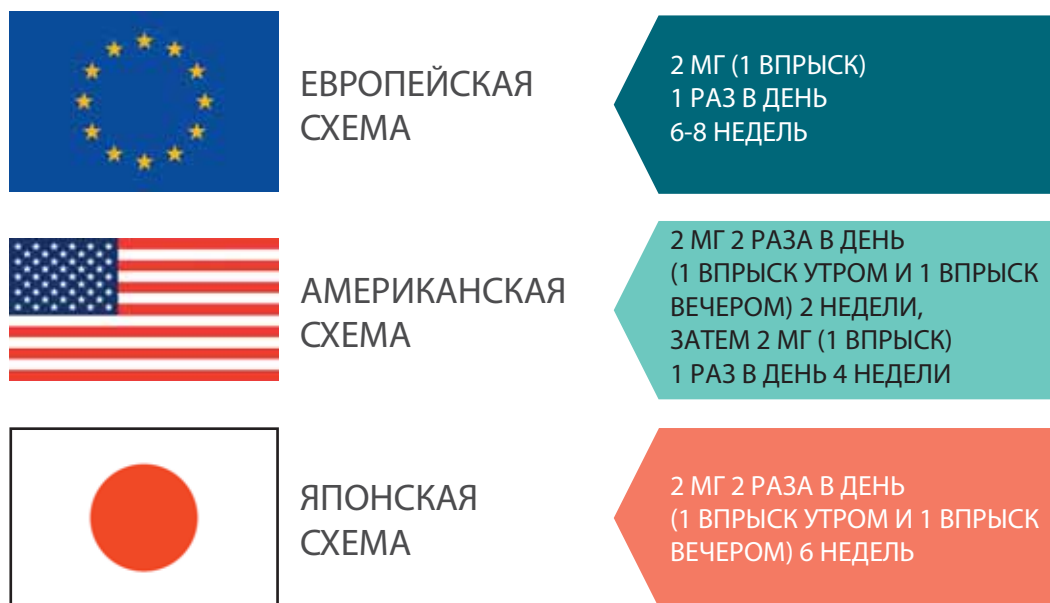 ЕВРОПЕЙСКАЯ
СХЕМА
2 МГ (1 ВПРЫСК)
1 РАЗ В ДЕНЬ
6-8 НЕДЕЛЬ
АМЕРИКАНСКАЯ
СХЕМА
2 МГ 2 РАЗА В ДЕНЬ
(1 ВПРЫСК УТРОМ И 1 ВПРЫСК
ВЕЧЕРОМ) 2 НЕДЕЛИ,
ЗАТЕМ 2 МГ (1 ВПРЫСК)
1 РАЗ В ДЕНЬ 4 НЕДЕЛИ
ЯПОНСКАЯ
СХЕМА
2 МГ 2 РАЗА В ДЕНЬ
(1 ВПРЫСК УТРОМ И 1 ВПРЫСК
ВЕЧЕРОМ) 6 НЕДЕЛЬ